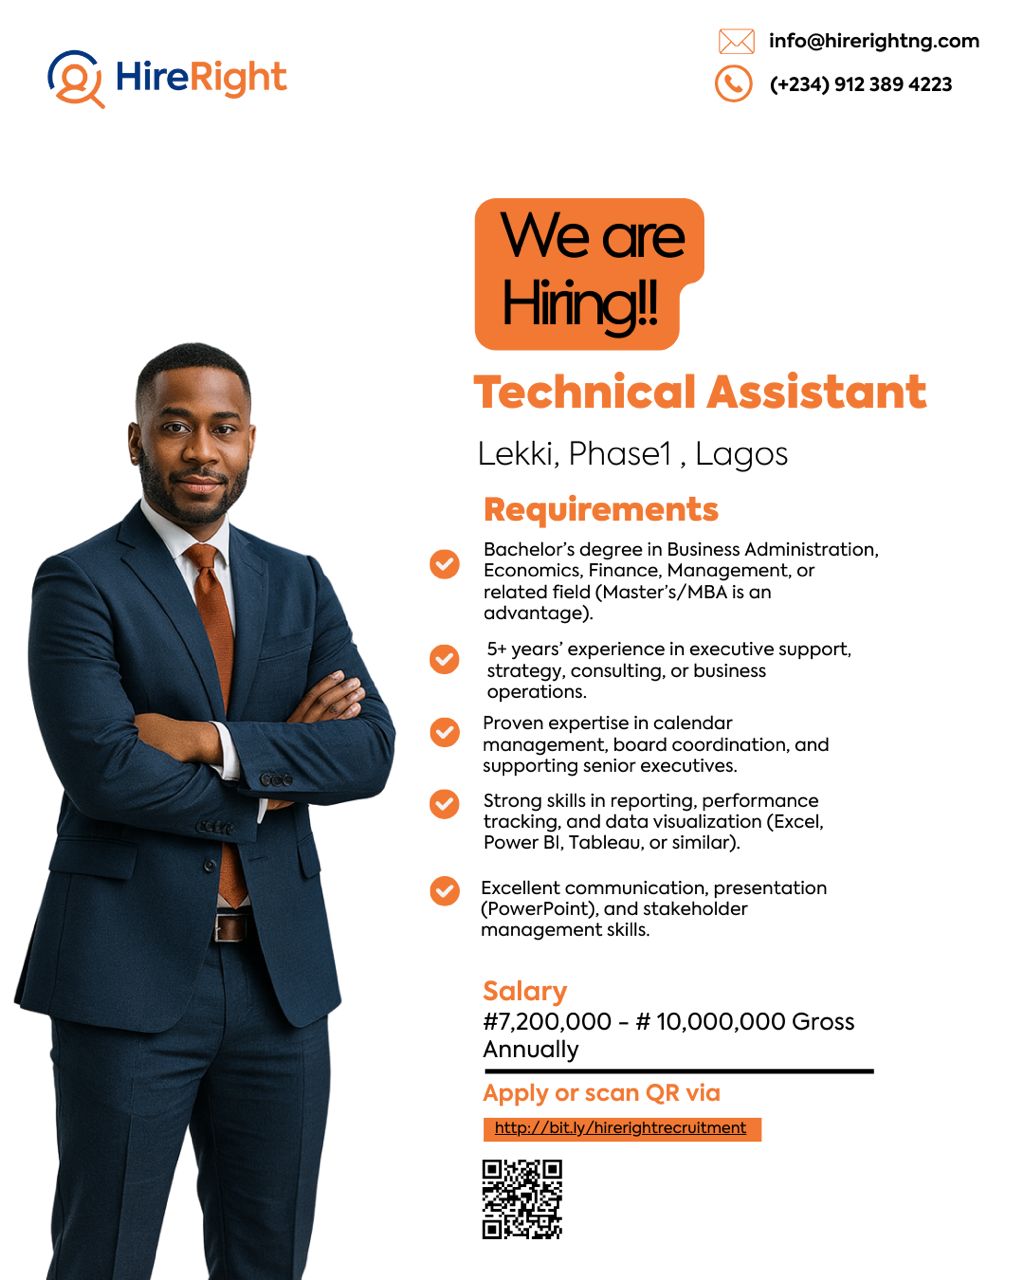 HireRight
info@hirerightng.com
(+234) 912 389 4223
We are
Hiring!!
Technical Assistant
Lekki, Phase1 , Lagos
Requirements
Bachelor's degree in Business Administration,
Economics, Finance, Management, or
related field (Master's/MBA is an
advantage).
5+ years' experience in executive support,
strategy, consulting, or business
operations.
Proven expertise in calendar
management, board coordination, and
supporting senior executives.
Strong skills in reporting, performance
tracking, and data visualization (Excel,
Power BI, Tableau, or similar).
Excellent communication, presentation
(PowerPoint), and stakeholder
management skills.
Salary
#7,200,000 - # 10,000,000 Gross
Annually
Apply or scan QR via
http://bit.ly/hirerightrecruitment